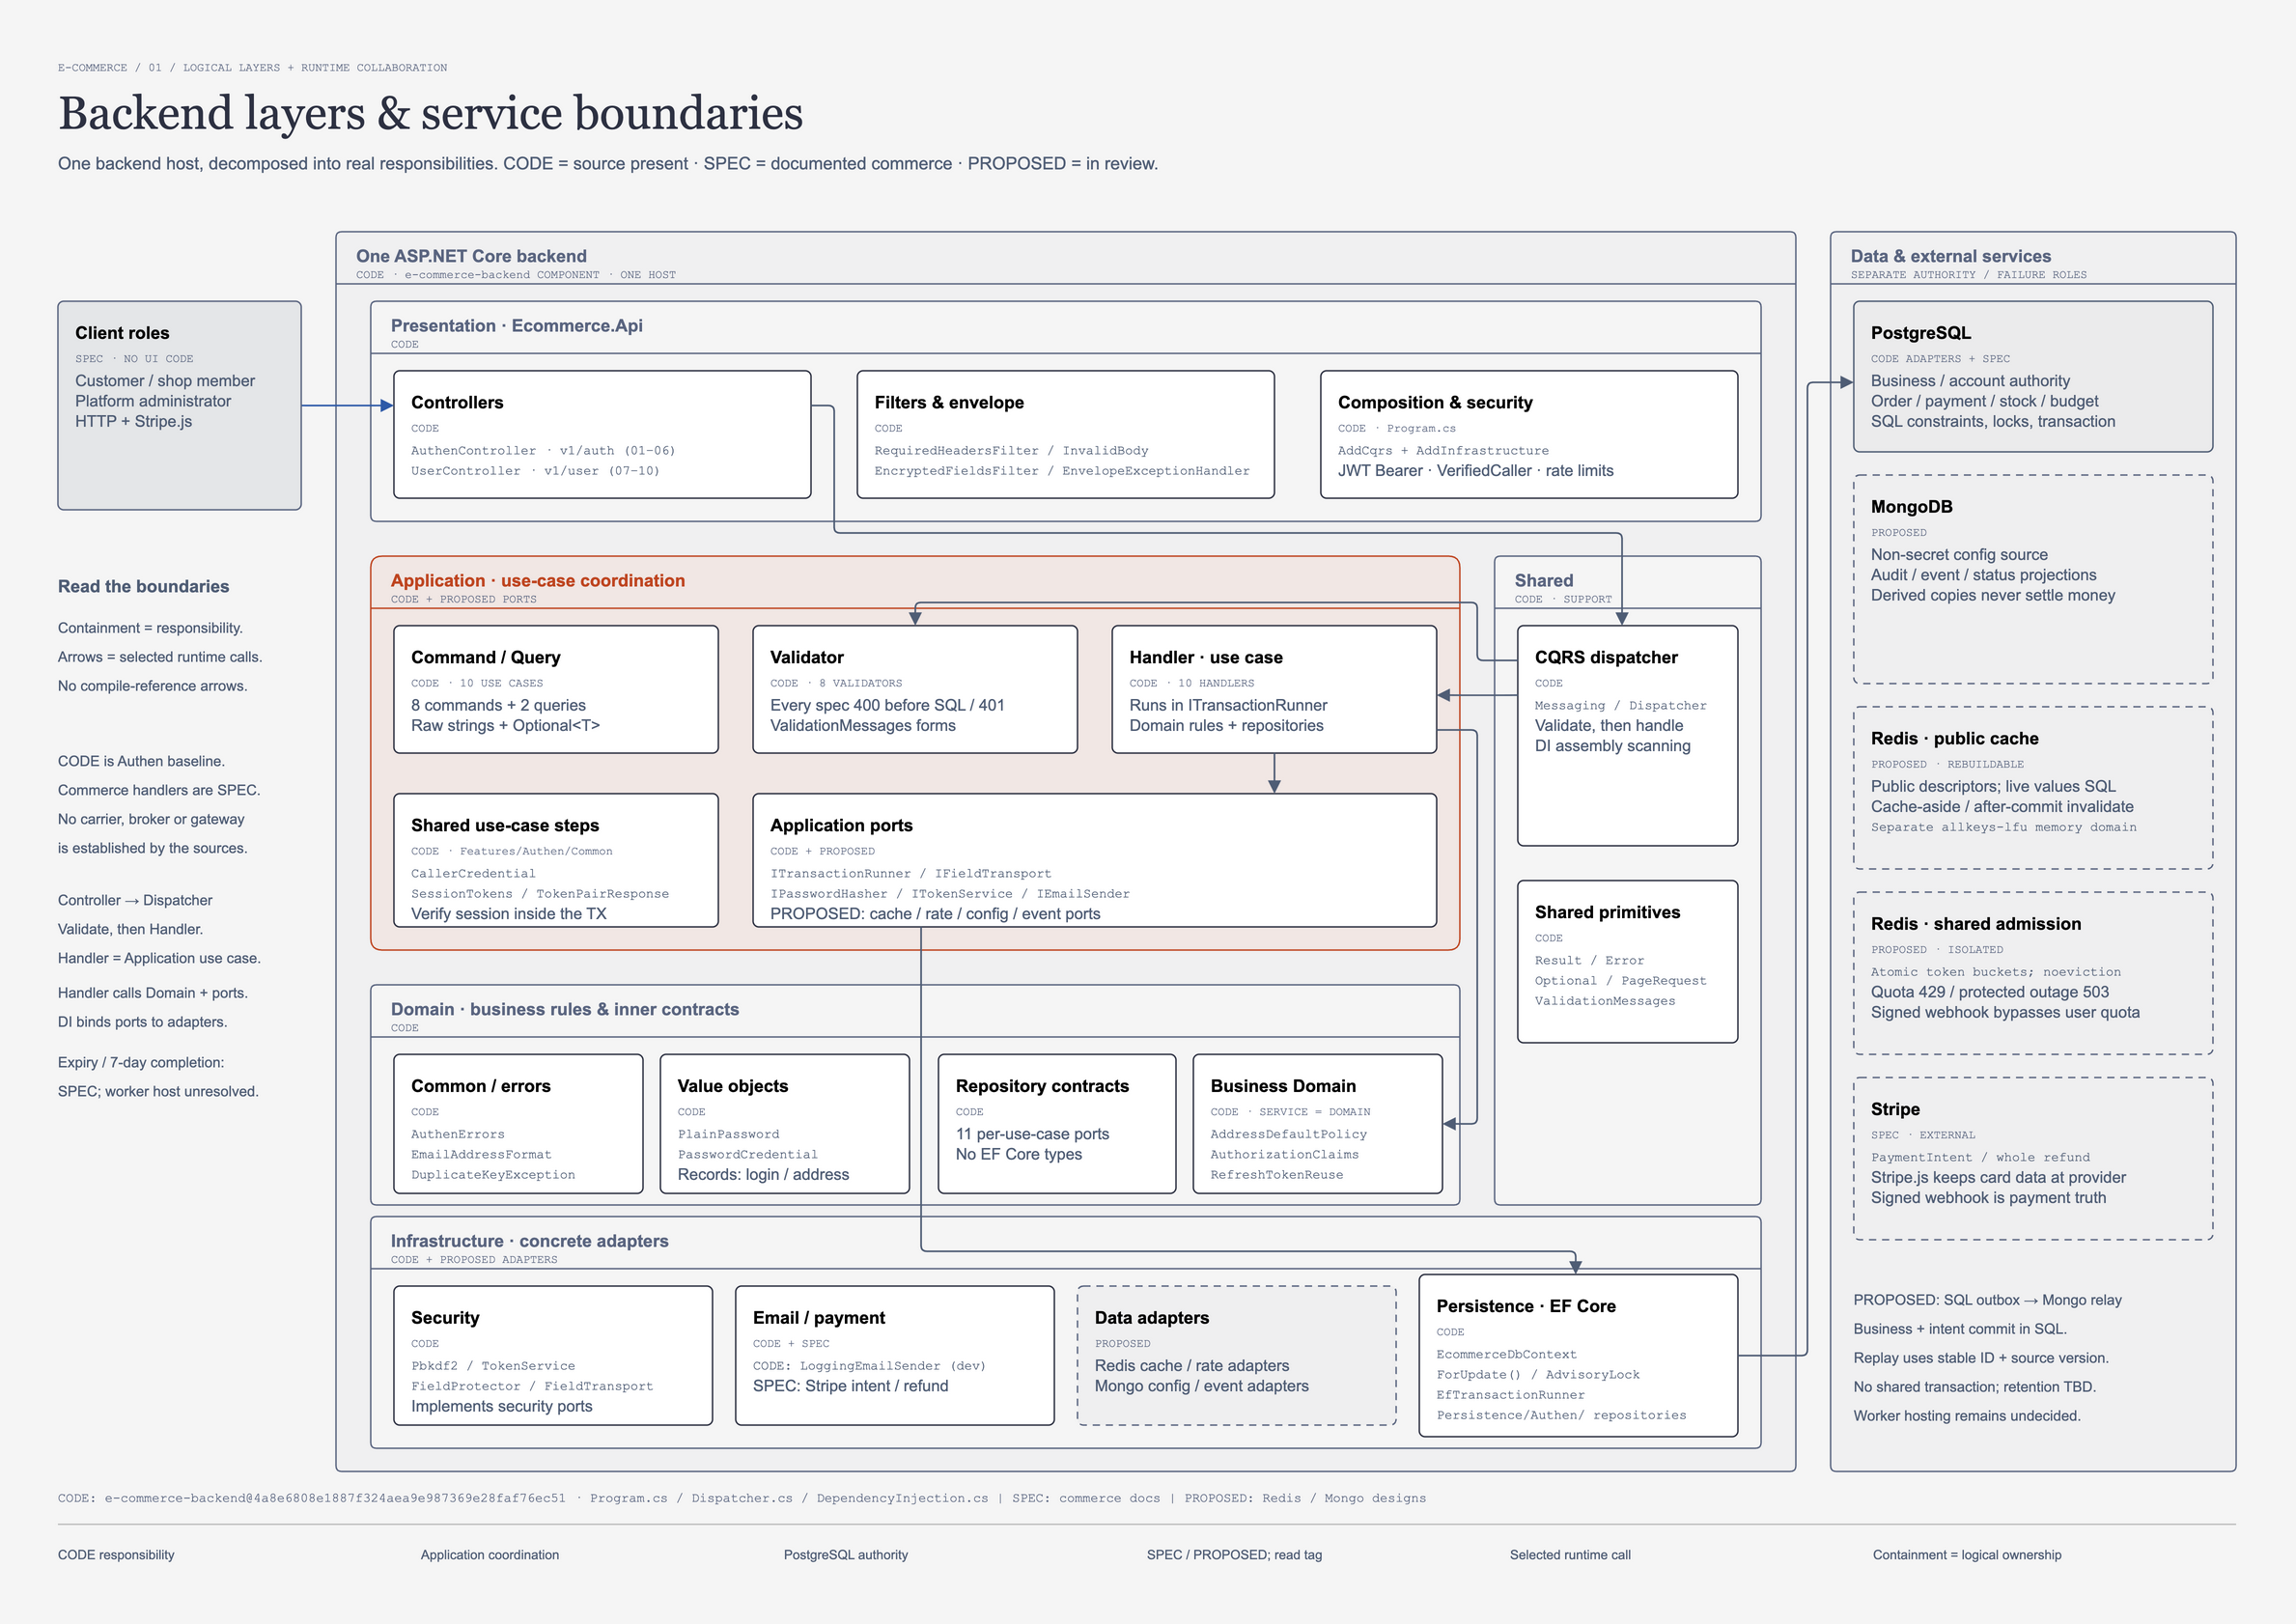 E-COMMERCE / 01 / LOGICAL LAYERS + RUNTIME COLLABORATION
Backend layers & service boundaries
One backend host, decomposed into real responsibilities. CODE = source present · SPEC = documented commerce · PROPOSED = in review.
Client roles
SPEC · NO UI CODE
Customer / shop member
Platform administrator
HTTP + Stripe.js
Read the boundaries
Containment = responsibility.
Arrows = selected runtime calls.
No compile-reference arrows.
CODE is Authen baseline.
Commerce handlers are SPEC.
No carrier, broker or gateway
is established by the sources.
Controller → Dispatcher
Validate, then Handler.
Handler = Application use case.
Handler calls Domain + ports.
DI binds ports to adapters.
Expiry / 7-day completion:
SPEC; worker host unresolved.
One ASP.NET Core backend
CODE · e-commerce-backend COMPONENT · ONE HOST
Presentation · Ecommerce.Api
CODE
Controllers
CODE
AuthenController · v1/auth (01–06)
UserController · v1/user (07–10)
Filters & envelope
CODE
RequiredHeadersFilter / InvalidBody
EncryptedFieldsFilter / EnvelopeExceptionHandler
Composition & security
CODE · Program.cs
AddCqrs + AddInfrastructure
JWT Bearer · VerifiedCaller · rate limits
Application · use-case coordination
CODE + PROPOSED PORTS
Command / Query
CODE · 10 USE CASES
8 commands + 2 queries
Raw strings + Optional<T>
Validator
CODE · 8 VALIDATORS
Every spec 400 before SQL / 401
ValidationMessages forms
Handler · use case
CODE · 10 HANDLERS
Runs in ITransactionRunner
Domain rules + repositories
Shared use-case steps
CODE · Features/Authen/Common
CallerCredential
SessionTokens / TokenPairResponse
Verify session inside the TX
Application ports
CODE + PROPOSED
ITransactionRunner / IFieldTransport
IPasswordHasher / ITokenService / IEmailSender
PROPOSED: cache / rate / config / event ports
Shared
CODE · SUPPORT
CQRS dispatcher
CODE
Messaging / Dispatcher
Validate, then handle
DI assembly scanning
Shared primitives
CODE
Result / Error
Optional / PageRequest
ValidationMessages
Domain · business rules & inner contracts
CODE
Common / errors
CODE
AuthenErrors
EmailAddressFormat
DuplicateKeyException
Value objects
CODE
PlainPassword
PasswordCredential
Records: login / address
Repository contracts
CODE
11 per-use-case ports
No EF Core types
Business Domain
CODE · SERVICE = DOMAIN
AddressDefaultPolicy
AuthorizationClaims
RefreshTokenReuse
Infrastructure · concrete adapters
CODE + PROPOSED ADAPTERS
Security
CODE
Pbkdf2 / TokenService
FieldProtector / FieldTransport
Implements security ports
Email / payment
CODE + SPEC
CODE: LoggingEmailSender (dev)
SPEC: Stripe intent / refund
Data adapters
PROPOSED
Redis cache / rate adapters
Mongo config / event adapters
Persistence · EF Core
CODE
EcommerceDbContext
ForUpdate() / AdvisoryLock
EfTransactionRunner
Persistence/Authen/ repositories
Data & external services
SEPARATE AUTHORITY / FAILURE ROLES
PostgreSQL
CODE ADAPTERS + SPEC
Business / account authority
Order / payment / stock / budget
SQL constraints, locks, transaction
MongoDB
PROPOSED
Non-secret config source
Audit / event / status projections
Derived copies never settle money
Redis · public cache
PROPOSED · REBUILDABLE
Public descriptors; live values SQL
Cache-aside / after-commit invalidate
Separate allkeys-lfu memory domain
Redis · shared admission
PROPOSED · ISOLATED
Atomic token buckets; noeviction
Quota 429 / protected outage 503
Signed webhook bypasses user quota
Stripe
SPEC · EXTERNAL
PaymentIntent / whole refund
Stripe.js keeps card data at provider
Signed webhook is payment truth
PROPOSED: SQL outbox → Mongo relay
Business + intent commit in SQL.
Replay uses stable ID + source version.
No shared transaction; retention TBD.
Worker hosting remains undecided.
CODE: e-commerce-backend@4a8e6808e1887f324aea9e987369e28faf76ec51 · Program.cs / Dispatcher.cs / DependencyInjection.cs | SPEC: commerce docs | PROPOSED: Redis / Mongo designs
CODE responsibility
Application coordination
PostgreSQL authority
SPEC / PROPOSED; read tag
Selected runtime call
Containment = logical ownership